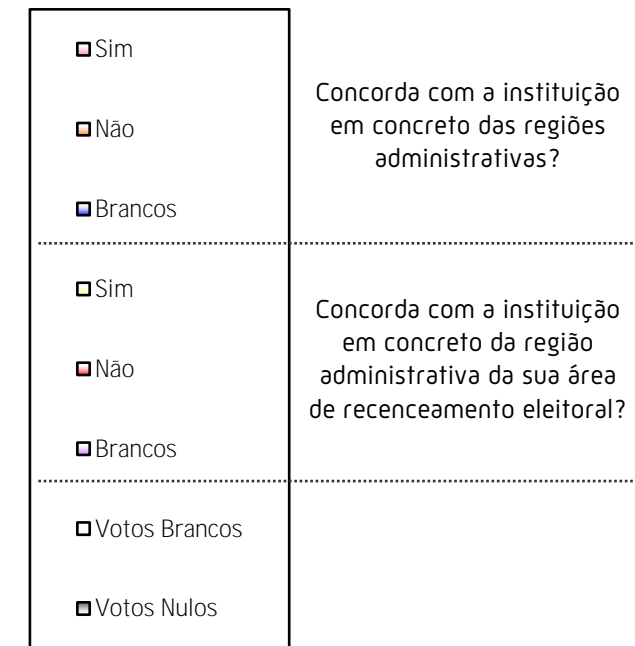 Sim
Não
Brancos
Concorda com a instituição
em concreto das regiões
administrativas?
Sim
Não
Brancos
Concorda com a instituição
em concreto da região
administrativa da sua área
de recenceamento eleitoral?
Votos Brancos
Votos Nulos